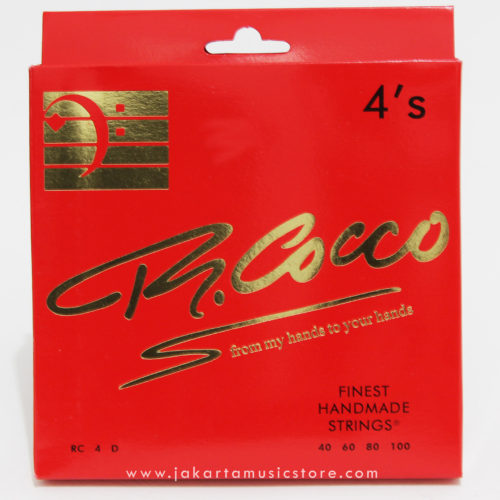 4's
R. Cocco
from my hands to your hands
FINEST
HANDMADE
STRINGS®
RC 4 D
40 60 80 100
www.jakartamusicstore.com